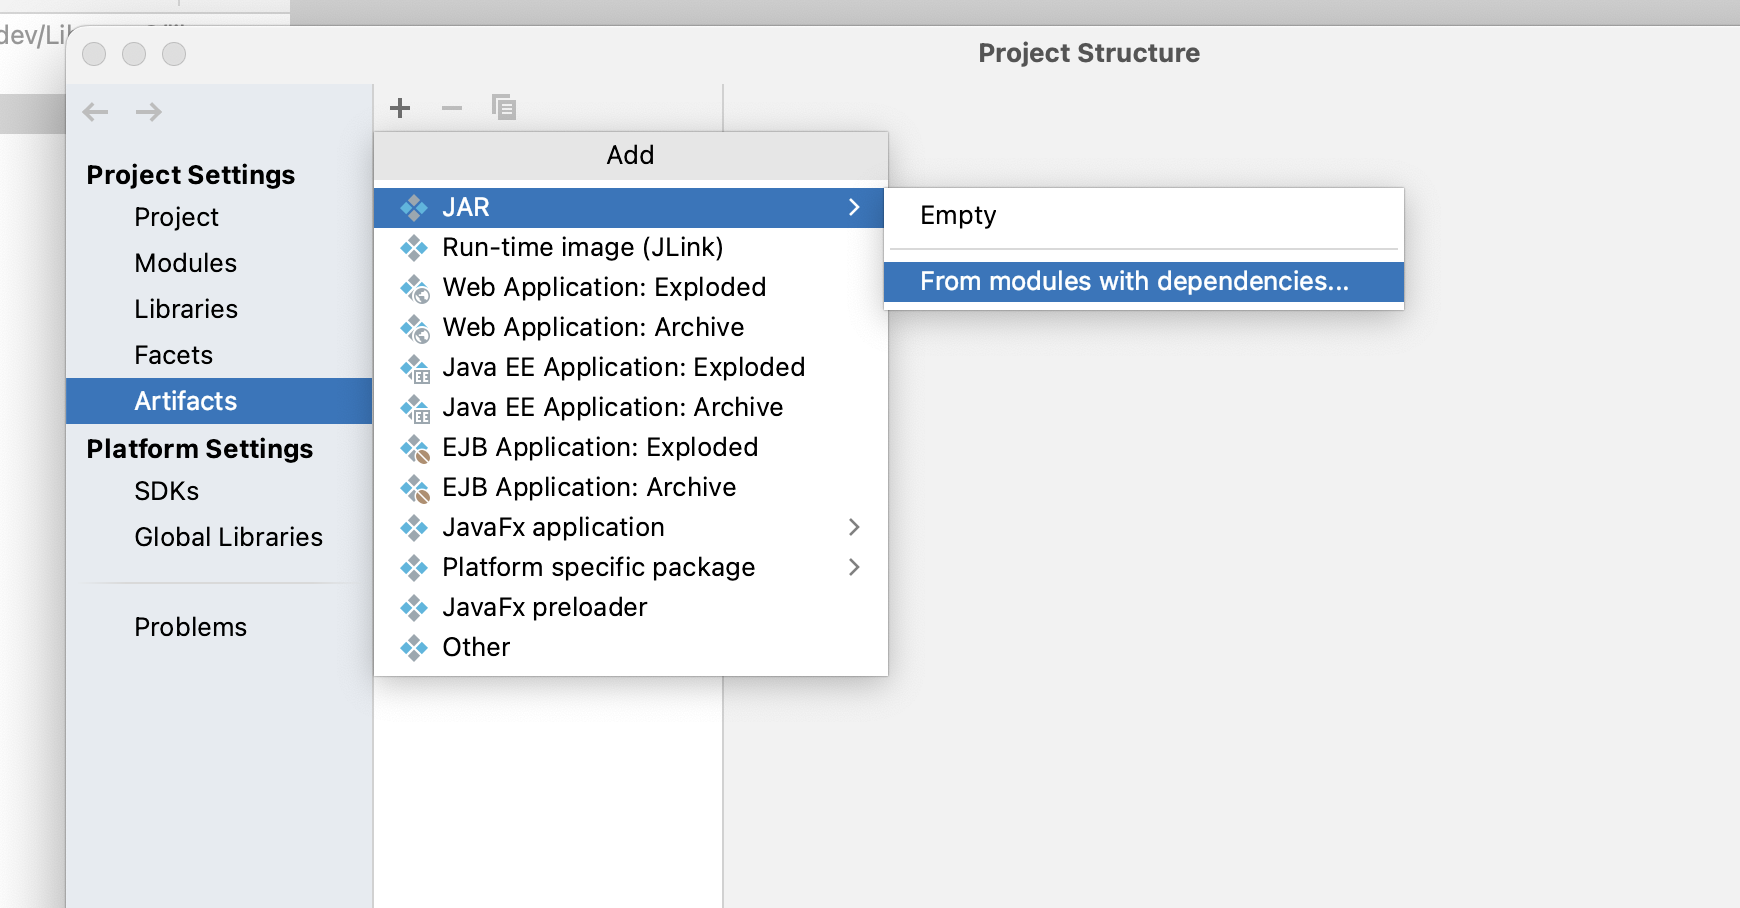 dev/Li
Project Structure
Project Settings
Project
Modules
Libraries
Facets
Artifacts
Platform Settings
SDKs
Global Libraries
Problems
Add
JAR
Run-time image (JLink)
Web Application: Exploded
Web Application: Archive
Java EE Application: Exploded
Java EE Application: Archive
EJB Application: Exploded
EJB Application: Archive
JavaFx application
Platform specific package
JavaFx preloader
Other
Empty
From modules with dependencies...